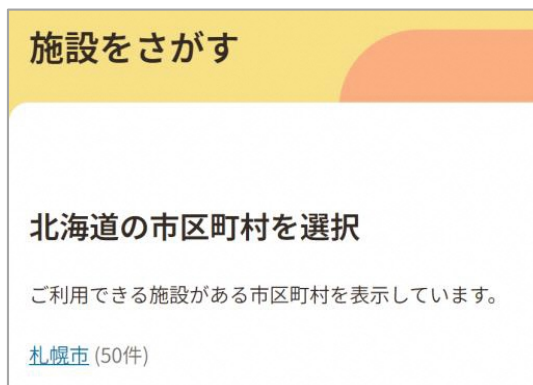 施設をさがす
北海道の市区町村を選択
ご利用できる施設がある市区町村を表示しています。
札幌市 (50件)